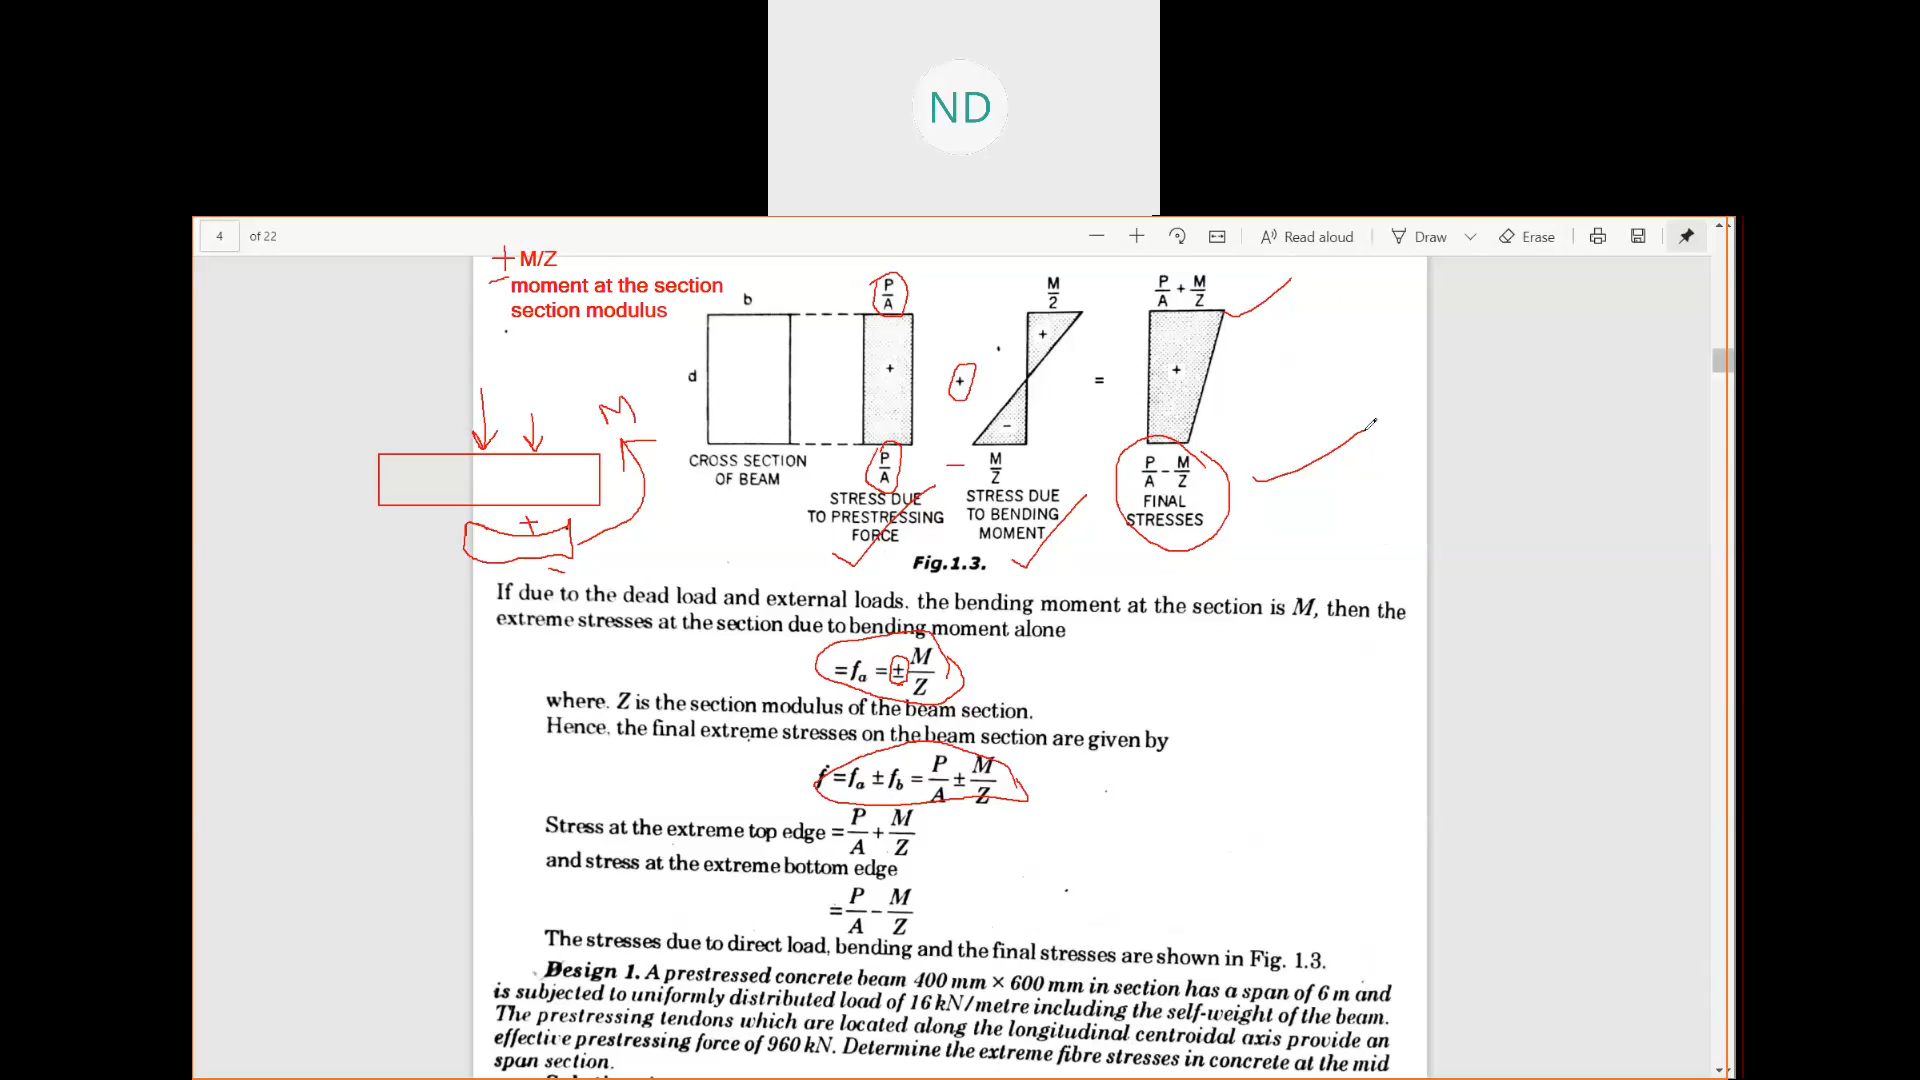 ND
4 of 22
Read aloud
Draw
Erase
+ M/Z
- moment at the section
section modulus
b
P/A
M/2
P/A + M/Z
d
+
+
+
=
+
-
M
+
-
CROSS SECTION
OF BEAM
P/A
STRESS DUE
TO PRESTRESSING
FORCE
- M/Z
STRESS DUE
TO BENDING
MOMENT
P/A - M/Z
FINAL
STRESSES
Fig.1.3.
If due to the dead load and external loads. the bending moment at the section is M, then the
extreme stresses at the section due to bending moment alone
=fₐ =± M/Z
where. Z is the section modulus of the beam section.
Hence, the final extreme stresses on the beam section are given by
f =fₐ ± f_b = P/A ± M/Z
Stress at the extreme top edge = P/A + M/Z
and stress at the extreme bottom edge
= P/A - M/Z
The stresses due to direct load, bending and the final stresses are shown in Fig. 1.3.
Design 1. A prestressed concrete beam 400 mm × 600 mm in section has a span of 6 m and
is subjected to uniformly distributed load of 16 kN/metre including the self-weight of the beam.
The prestressing tendons which are located along the longitudinal centroidal axis provide an
effective prestressing force of 960 kN. Determine the extreme fibre stresses in concrete at the mid
span section.